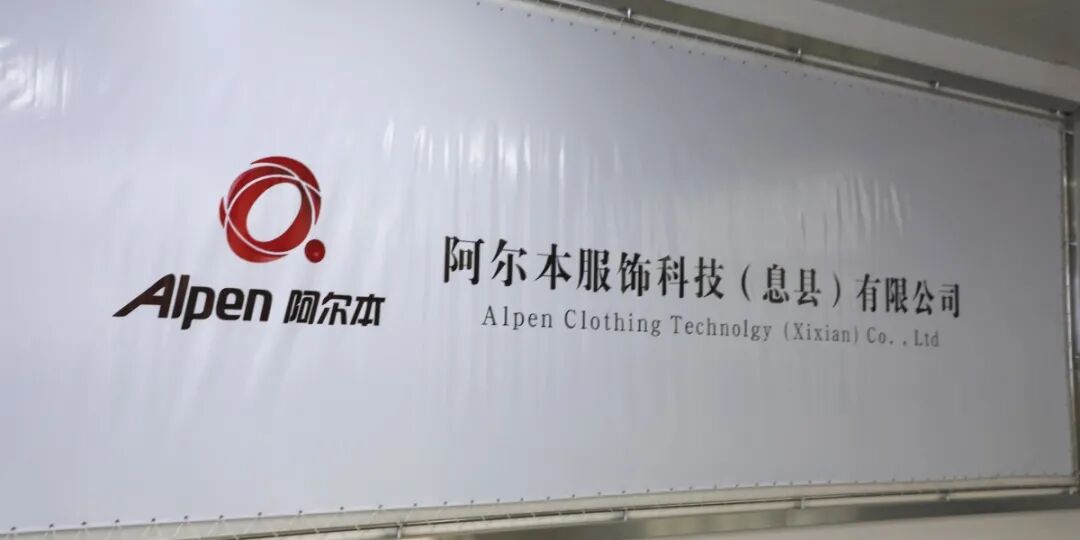 Alpen 阿尔本
阿尔本服饰科技（息县）有限公司
Alpen Clothing Technolgy (Xixian) Co. , Ltd